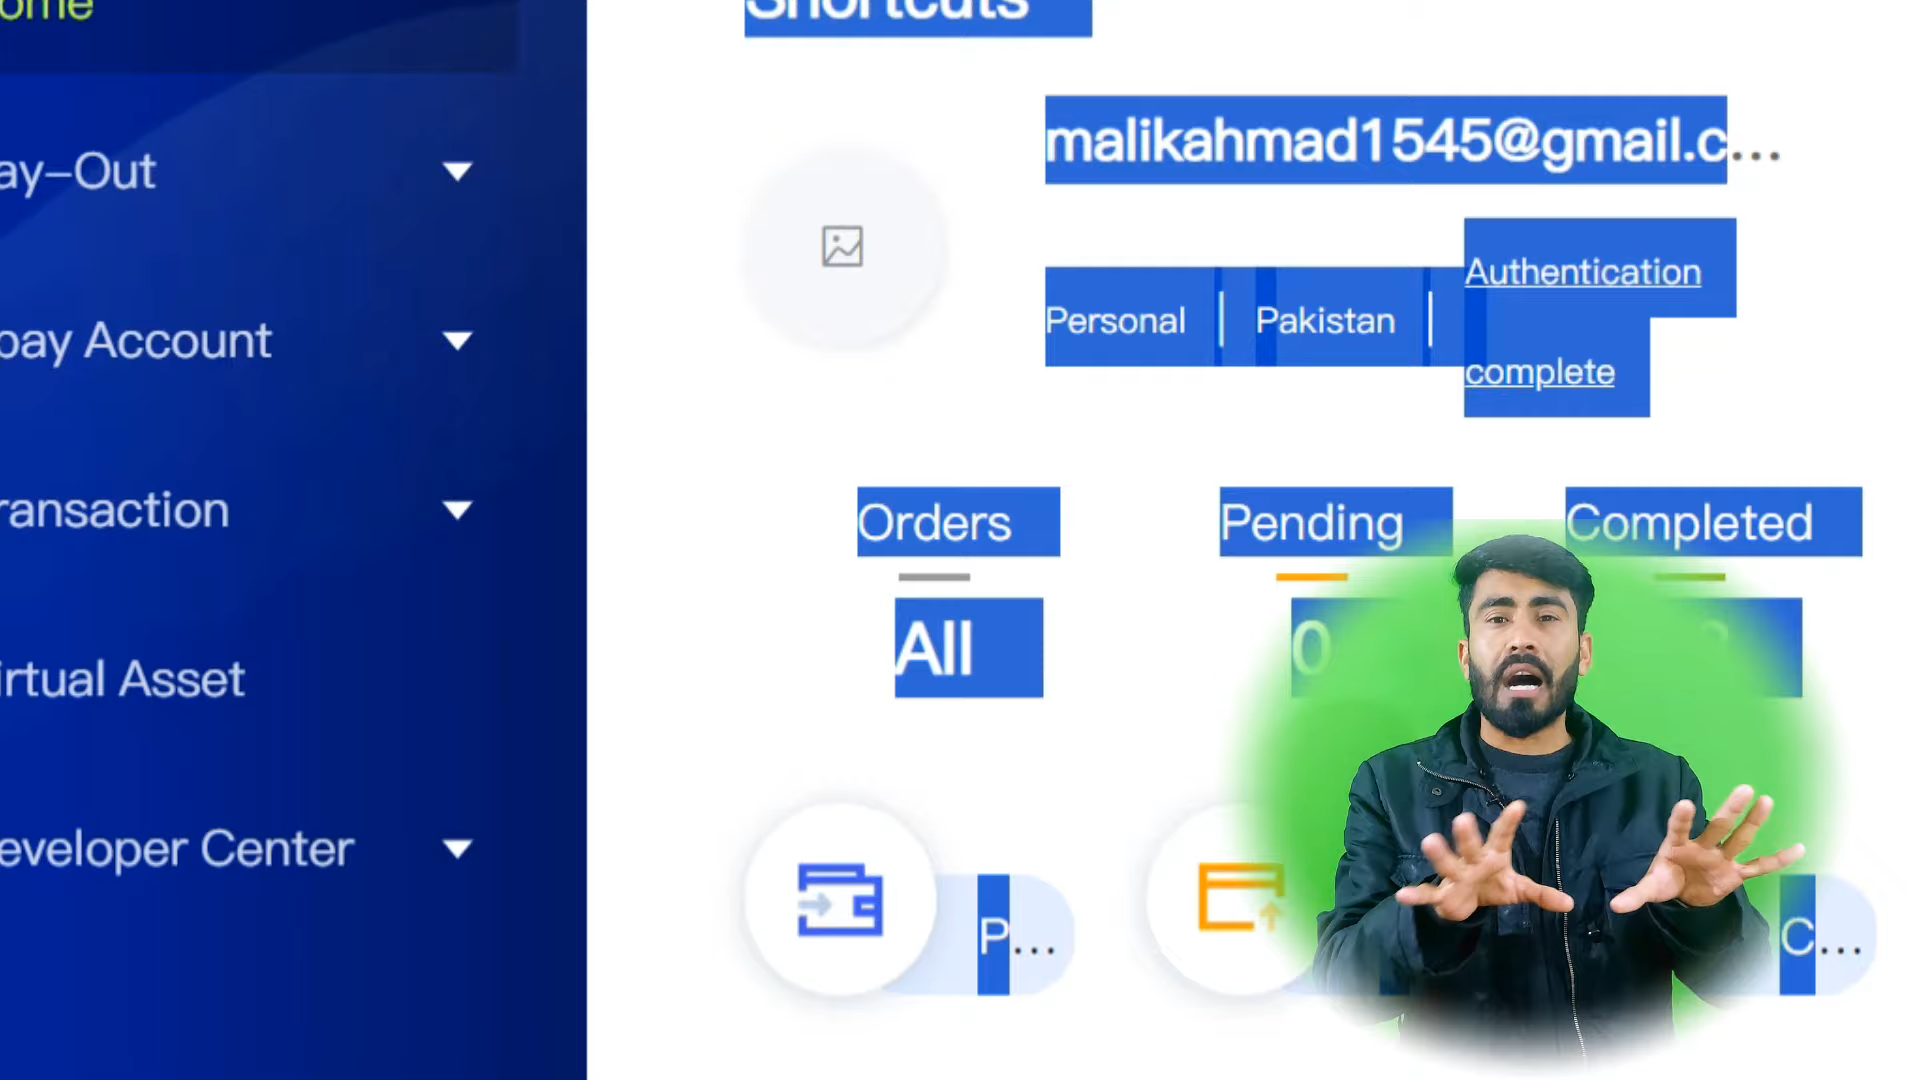 ome
Shortcuts
malikahmad1545@gmail.c...
ay-Out
Personal | Pakistan |
Authentication
complete
pay Account
Orders
Pending
Completed
ransaction
All
0
irtual Asset
eveloper Center
P...
C...